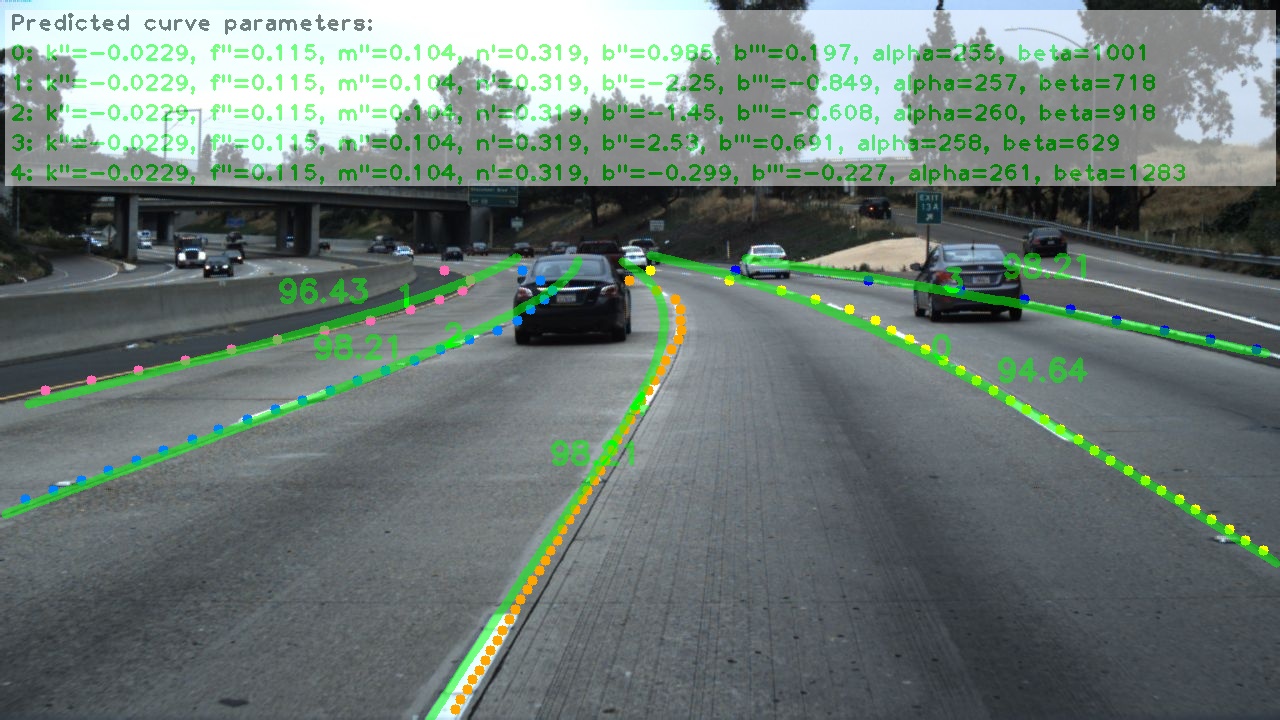 Predicted curve parameters:
0: k''=-0.0229, f''=0.115, m''=0.104, n'=0.319, b''=0.985, b'''=0.197, alpha=255, beta=1001
1: k''=-0.0229, f''=0.115, m''=0.104, n'=0.319, b''=-2.25, b'''=-0.849, alpha=257, beta=718
2: k''=-0.0229, f''=0.115, m''=0.104, n'=0.319, b''=-1.45, b'''=-0.608, alpha=260, beta=918
3: k''=-0.0229, f''=0.115, m''=0.104, n'=0.319, b''=2.53, b'''=0.691, alpha=258, beta=629
4: k''=-0.0229, f''=0.115, m''=0.104, n'=0.319, b''=-0.299, b'''=-0.227, alpha=261, beta=1283
EXIT
13A
98.21
3
96.43 1
98.21 2
0
94.64